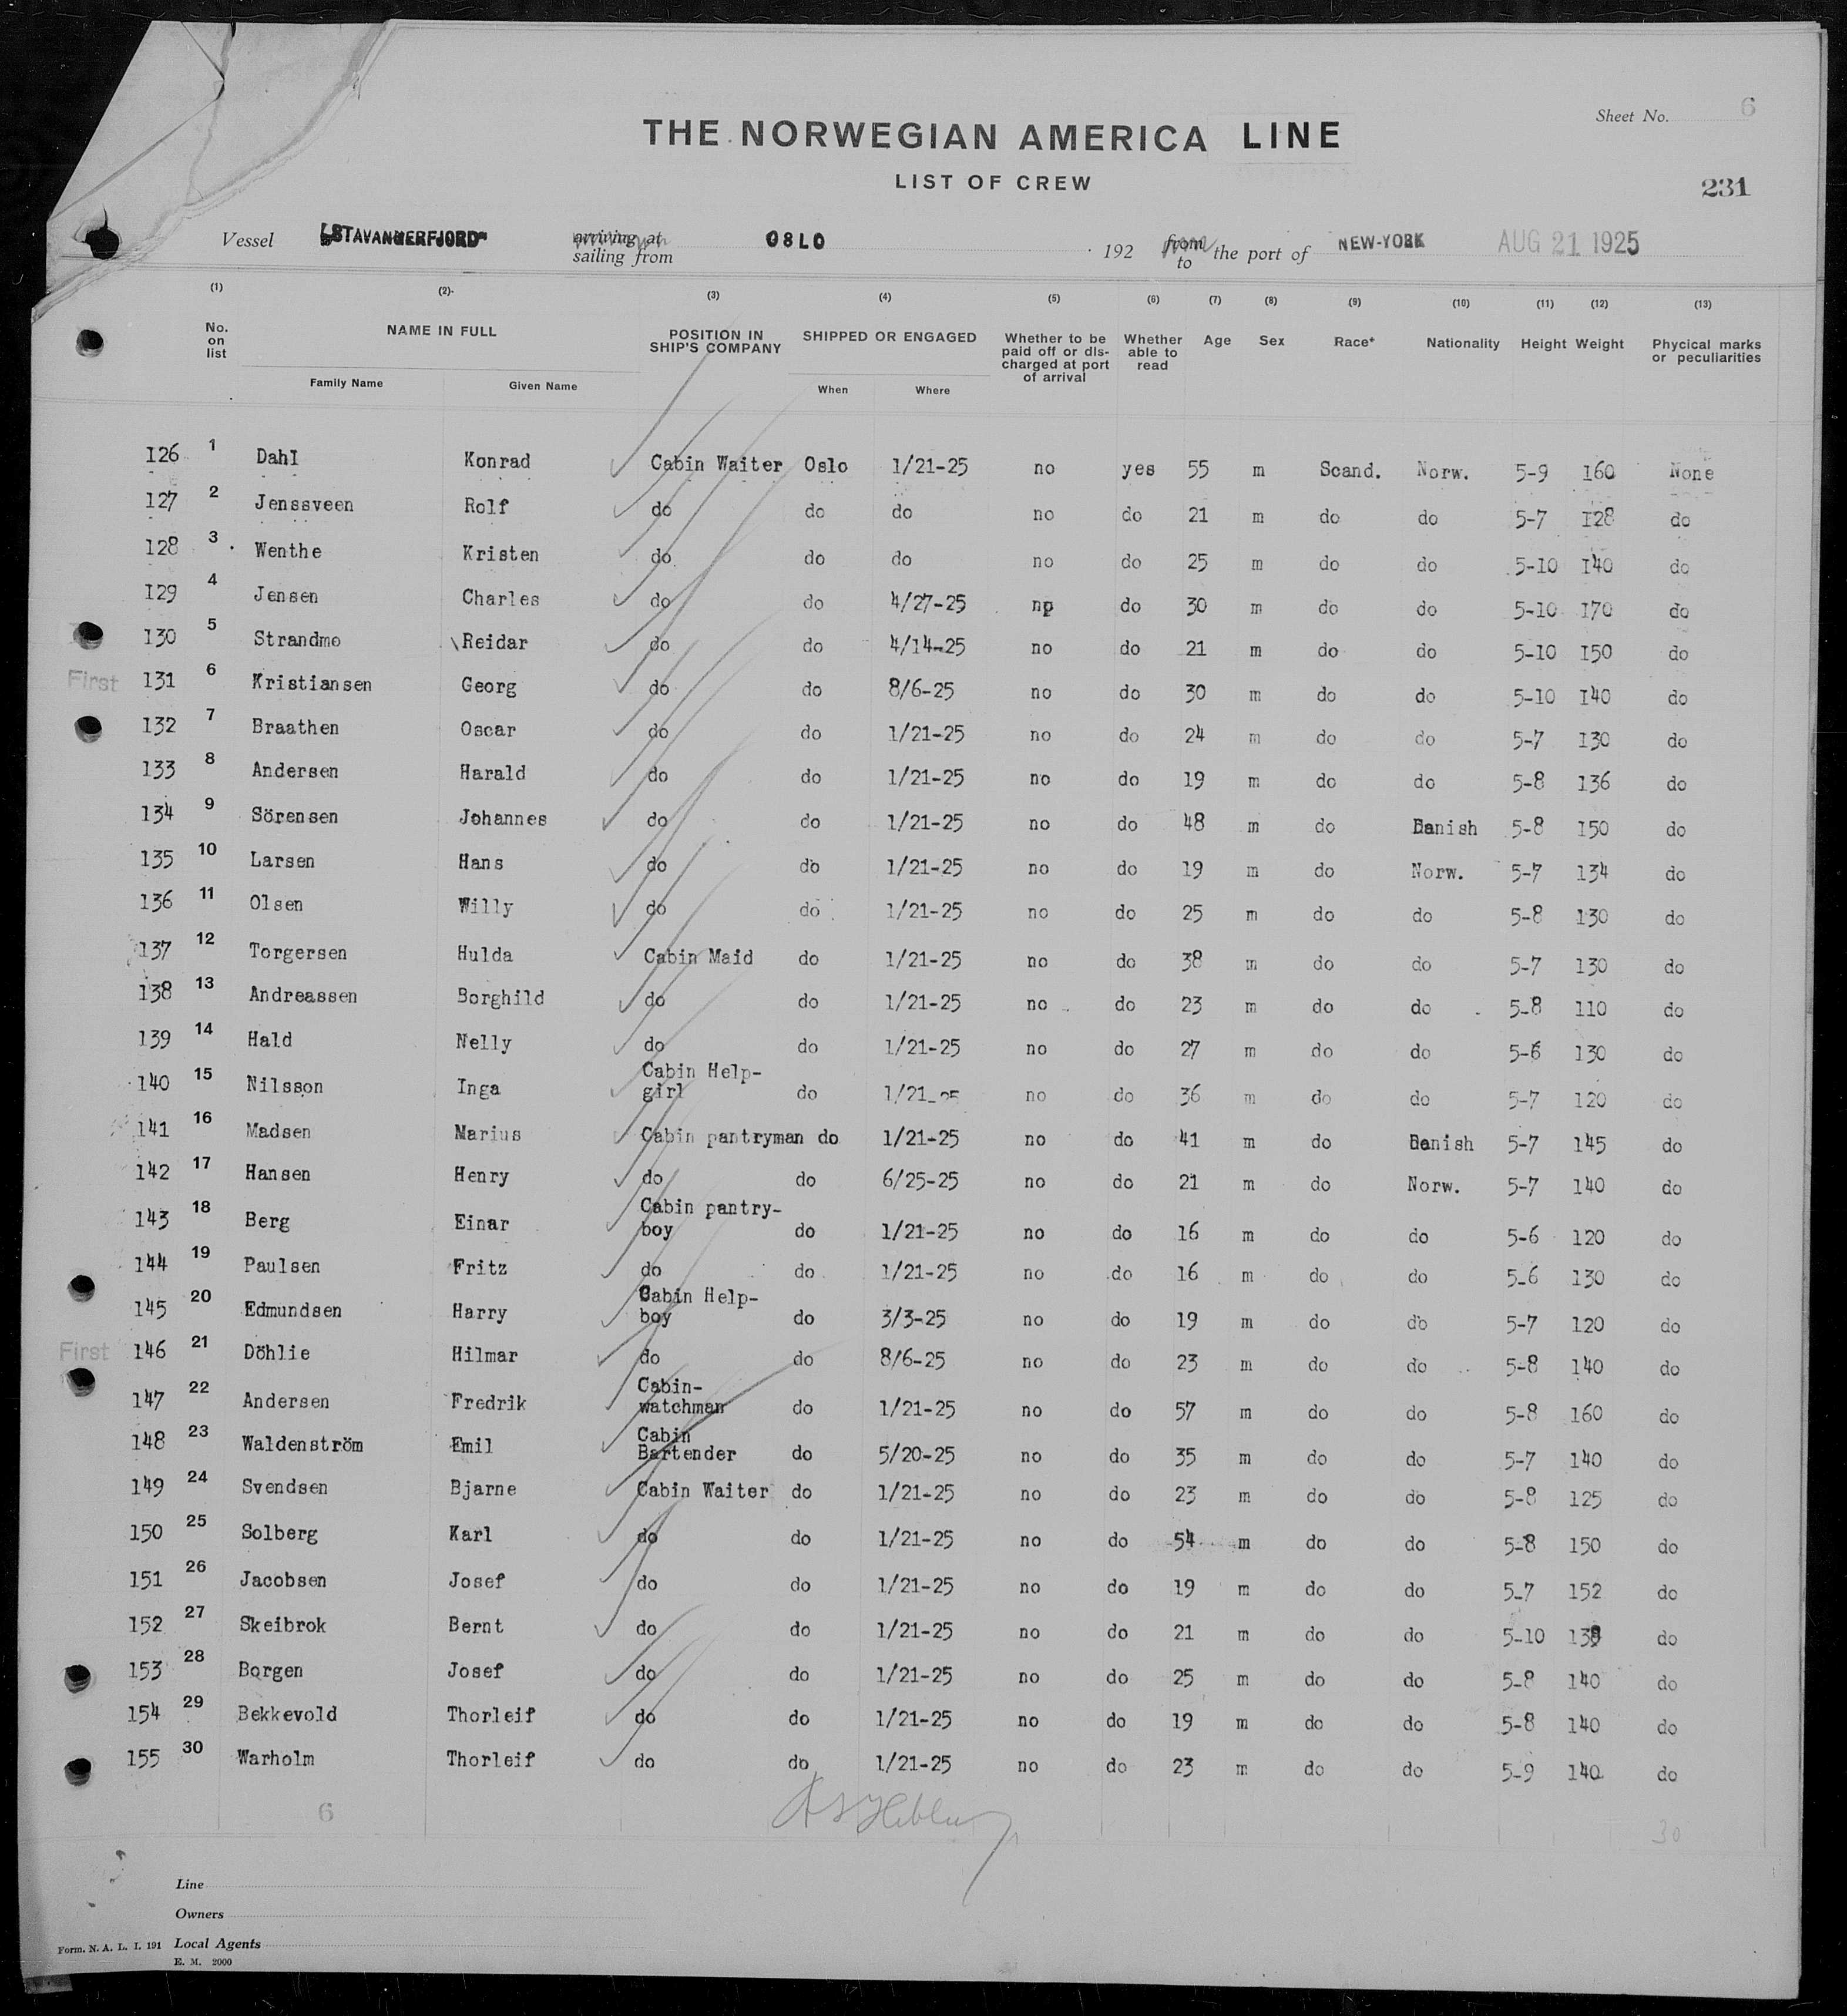 Sheet No. 6
THE NORWEGIAN AMERICA LINE
LIST OF CREW
231
Vessel "STAVANGERFJORD" arriving at sailing from OSLO 192 from to the port of NEW-YORK AUG 21 1925
(1) (2) (3) (4) (5) (6) (7) (8) (9) (10) (11) (12) (13)
No. on list NAME IN FULL POSITION IN SHIP'S COMPANY SHIPPED OR ENGAGED Whether to be paid off or discharged at port of arrival Whether able to read Age Sex Race* Nationality Height Weight Phycical marks or peculiarities
Family Name Given Name When Where
126 1 Dahl Konrad Cabin Waiter Oslo 1/21-25 no yes 55 m Scand. Norw. 5-9 160 None
127 2 Jenssveen Rolf do do do no do 21 m do do 5-7 128 do
128 3 Wenthe Kristen do do do no do 25 m do do 5-10 140 do
129 4 Jensen Charles do do 4/27-25 np do 30 m do do 5-10 170 do
130 5 Strandmo Reidar do do 4/14-25 no do 21 m do do 5-10 150 do
First 131 6 Kristiansen Georg do do 8/6-25 no do 30 m do do 5-10 140 do
132 7 Braathen Oscar do do 1/21-25 no do 24 m do do 5-7 130 do
133 8 Andersen Harald do do 1/21-25 no do 19 m do do 5-8 136 do
134 9 Sörensen Johannes do do 1/21-25 no do 48 m do Danish 5-8 150 do
135 10 Larsen Hans do do 1/21-25 no do 19 m do Norw. 5-7 134 do
136 11 Olsen Willy do do 1/21-25 no do 25 m do do 5-8 130 do
137 12 Torgersen Hulda Cabin Maid do 1/21-25 no do 38 m do do 5-7 130 do
138 13 Andreassen Borghild do do 1/21-25 no do 23 m do do 5-8 110 do
139 14 Hald Nelly do do 1/21-25 no do 27 m do do 5-6 130 do
140 15 Nilsson Inga Cabin Help-girl do 1/21-25 no do 36 m do do 5-7 120 do
141 16 Madsen Marius Cabin pantryman do 1/21-25 no do 41 m do Danish 5-7 145 do
142 17 Hansen Henry do do 6/25-25 no do 21 m do Norw. 5-7 140 do
143 18 Berg Einar Cabin pantry-boy do 1/21-25 no do 16 m do do 5-6 120 do
144 19 Paulsen Fritz do do 1/21-25 no do 16 m do do 5-6 130 do
145 20 Edmundsen Harry Cabin Help-boy do 3/3-25 no do 19 m do do 5-7 120 do
First 146 21 Döhlie Hilmar do do 8/6-25 no do 23 m do do 5-8 140 do
147 22 Andersen Fredrik Cabin-watchman do 1/21-25 no do 57 m do do 5-8 160 do
148 23 Waldenström Emil Cabin Bartender do 5/20-25 no do 35 m do do 5-7 140 do
149 24 Svendsen Bjarne Cabin Waiter do 1/21-25 no do 23 m do do 5-8 125 do
150 25 Solberg Karl do do 1/21-25 no do 54 m do do 5-8 150 do
151 26 Jacobsen Josef do do 1/21-25 no do 19 m do do 5-7 152 do
152 27 Skeibrok Bernt do do 1/21-25 no do 21 m do do 5-10 do
153 28 Borgen Josef do do 1/21-25 no do 25 m do do 5-8 140 do
154 29 Bekkevold Thorleif do do 1/21-25 no do 19 m do do 5-8 140 do
155 30 Warholm Thorleif do do 1/21-25 no do 23 m do do 5-9 140 do
6
30
Line
Owners
Form. N. A. L. I. 191 Local Agents
E. M. 2000